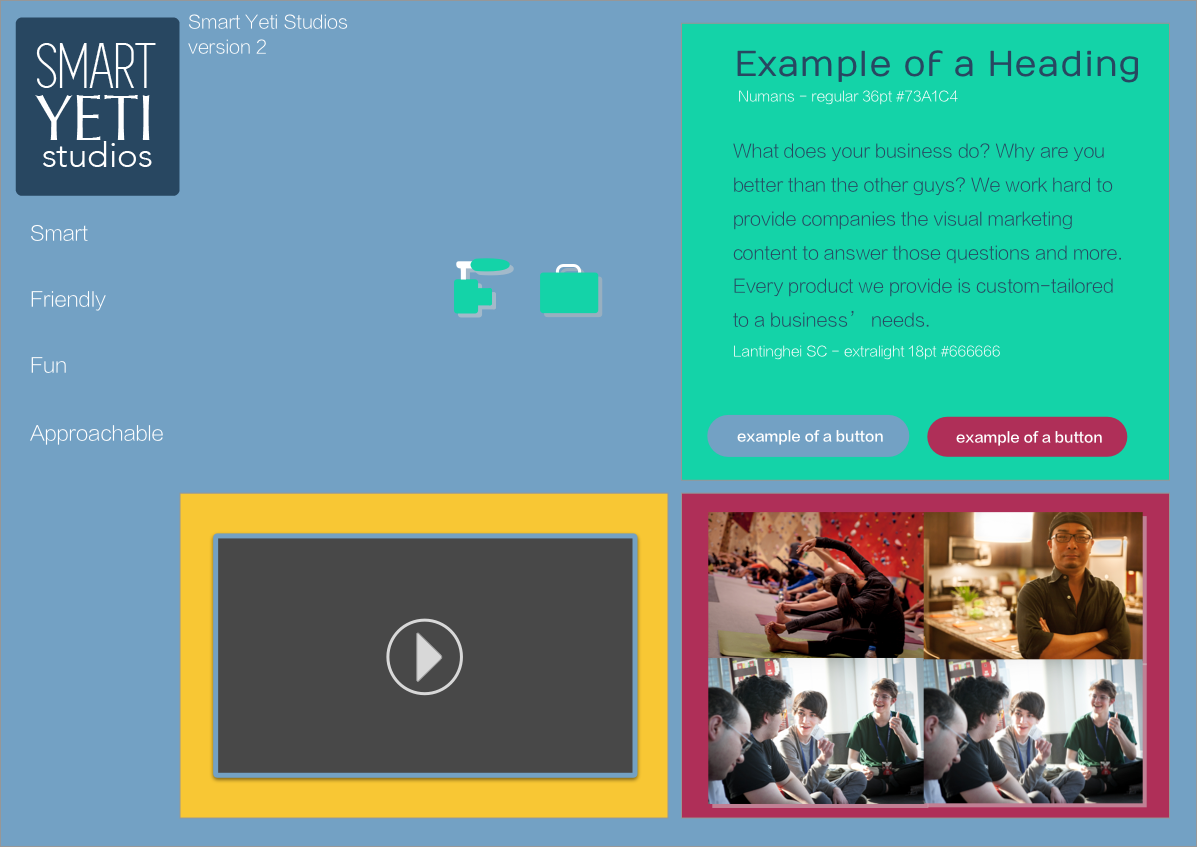 SMART
YETI
studios
Smart Yeti Studios
version 2
Smart
Friendly
Fun
Approachable
Example of a Heading
Numans - regular 36pt #73A1C4
What does your business do? Why are you
better than the other guys? We work hard to
provide companies the visual marketing
content to answer those questions and more.
Every product we provide is custom-tailored
to a business’ needs.
Lantinghei SC - extralight 18pt #666666
example of a button
example of a button